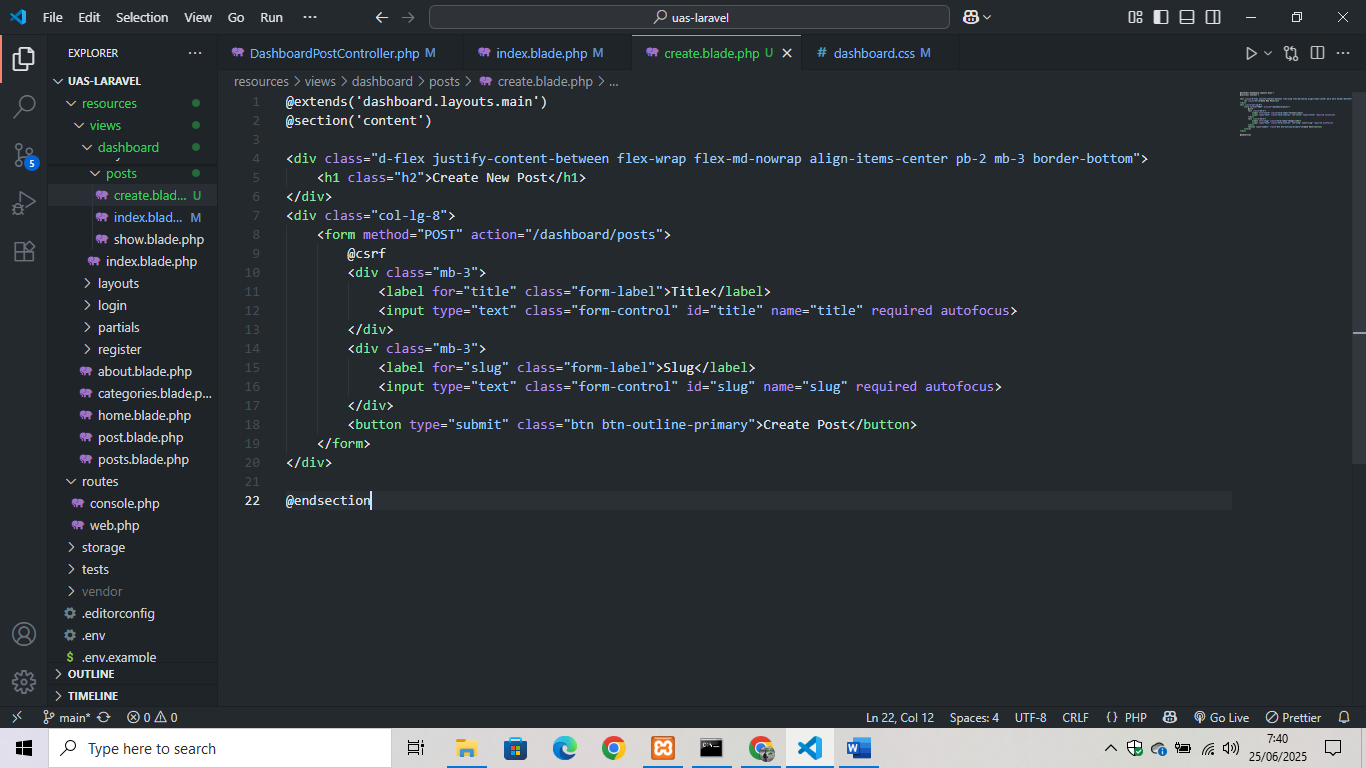 File Edit Selection View Go Run ··· uas-laravel
EXPLORER ···
UAS-LARAVEL
resources
views
dashboard
posts
create.blad... U
index.blad... M
show.blade.php
index.blade.php
layouts
login
partials
register
about.blade.php
categories.blade.p...
home.blade.php
post.blade.php
posts.blade.php
routes
console.php
web.php
storage
tests
vendor
.editorconfig
.env
$ .env.example
OUTLINE
TIMELINE
5
DashboardPostController.php M index.blade.php M create.blade.php U # dashboard.css M
resources > views > dashboard > posts > create.blade.php > ...
1 @extends('dashboard.layouts.main')
2 @section('content')
3
4 <div class="d-flex justify-content-between flex-wrap flex-md-nowrap align-items-center pb-2 mb-3 border-bottom">
5 <h1 class="h2">Create New Post</h1>
6 </div>
7 <div class="col-lg-8">
8 <form method="POST" action="/dashboard/posts">
9 @csrf
10 <div class="mb-3">
11 <label for="title" class="form-label">Title</label>
12 <input type="text" class="form-control" id="title" name="title" required autofocus>
13 </div>
14 <div class="mb-3">
15 <label for="slug" class="form-label">Slug</label>
16 <input type="text" class="form-control" id="slug" name="slug" required autofocus>
17 </div>
18 <button type="submit" class="btn btn-outline-primary">Create Post</button>
19 </form>
20 </div>
21
22 @endsection
main* 0 0 Ln 22, Col 12 Spaces: 4 UTF-8 CRLF {} PHP Go Live Prettier
Type here to search
7:40
25/06/2025